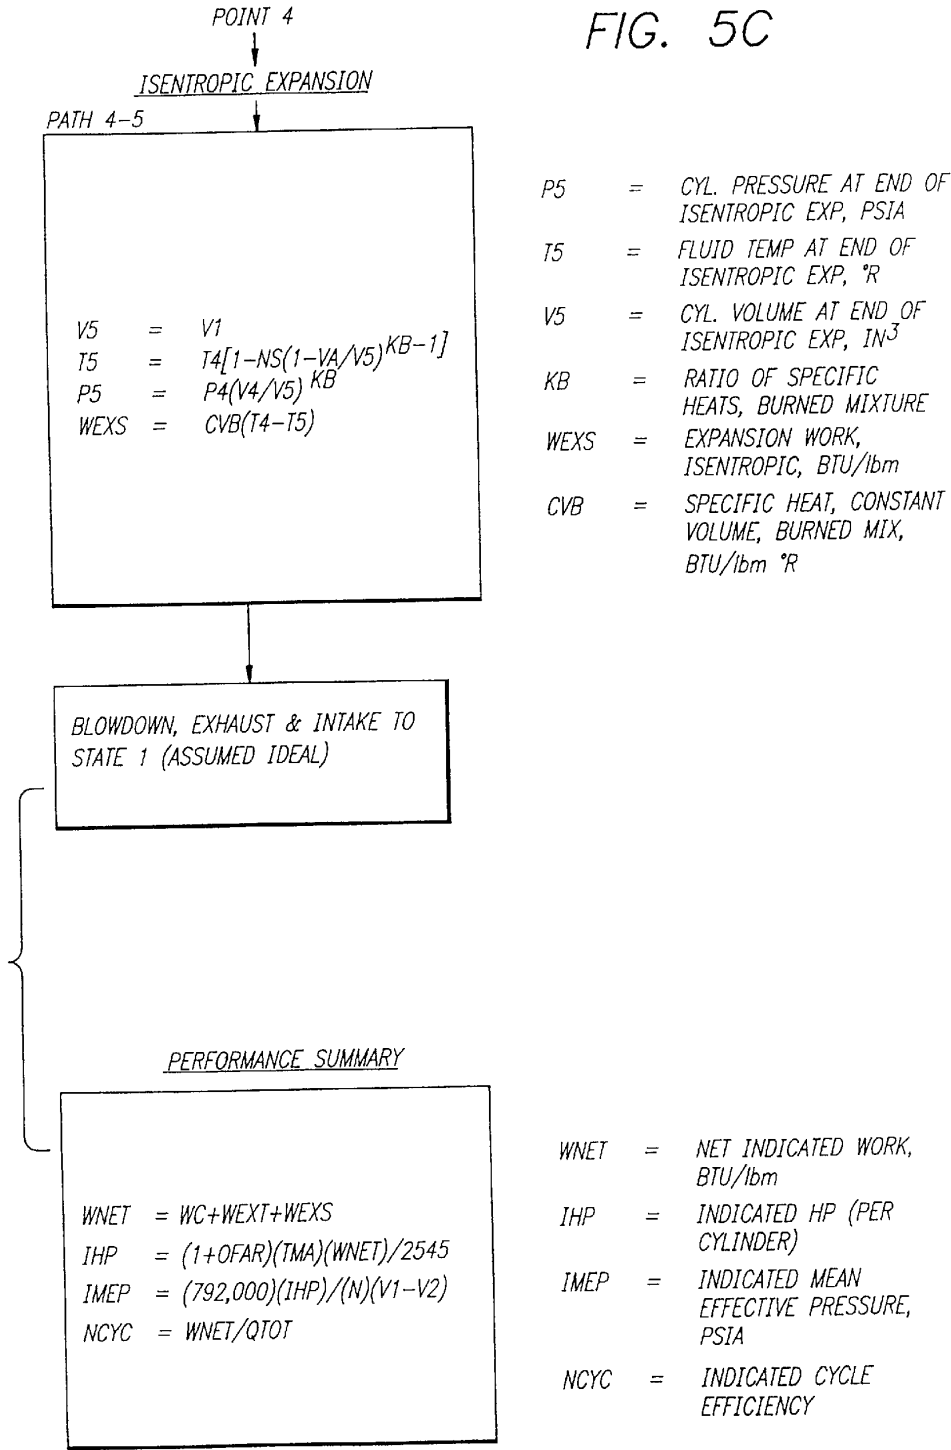 POINT 4
FIG. 5C
ISENTROPIC EXPANSION
PATH 4-5
V5 = V1
T5 = T4[1-NS(1-VA/V5)^KB-1]
P5 = P4(V4/V5)^KB
WEXS = CVB(T4-T5)
P5 = CYL. PRESSURE AT END OF
ISENTROPIC EXP, PSIA
T5 = FLUID TEMP AT END OF
ISENTROPIC EXP, °R
V5 = CYL. VOLUME AT END OF
ISENTROPIC EXP, IN³
KB = RATIO OF SPECIFIC
HEATS, BURNED MIXTURE
WEXS = EXPANSION WORK,
ISENTROPIC, BTU/lbm
CVB = SPECIFIC HEAT, CONSTANT
VOLUME, BURNED MIX,
BTU/lbm °R
BLOWDOWN, EXHAUST & INTAKE TO
STATE 1 (ASSUMED IDEAL)
PERFORMANCE SUMMARY
WNET = WC+WEXT+WEXS
IHP = (1+OFAR)(TMA)(WNET)/2545
IMEP = (792,000)(IHP)/(N)(V1-V2)
NCYC = WNET/QTOT
WNET = NET INDICATED WORK,
BTU/lbm
IHP = INDICATED HP (PER
CYLINDER)
IMEP = INDICATED MEAN
EFFECTIVE PRESSURE,
PSIA
NCYC = INDICATED CYCLE
EFFICIENCY